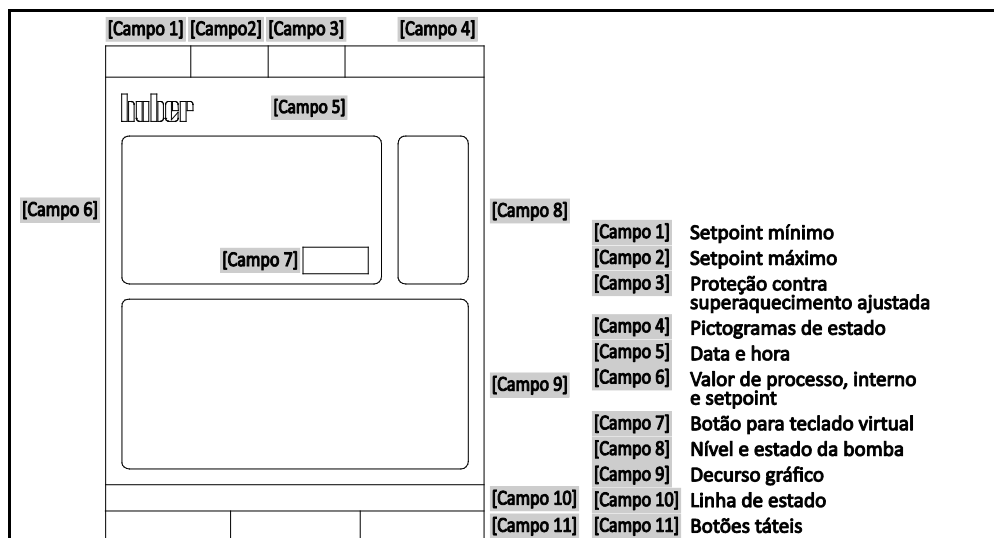 [Campo 1] [Campo2] [Campo 3] [Campo 4]
huber
[Campo 5]
[Campo 6]
[Campo 7]
[Campo 8]
[Campo 9]
[Campo 10]
[Campo 11]
[Campo 1] Setpoint mínimo
[Campo 2] Setpoint máximo
[Campo 3] Proteção contra
superaquecimento ajustada
[Campo 4] Pictogramas de estado
[Campo 5] Data e hora
[Campo 6] Valor de processo, interno
e setpoint
[Campo 7] Botão para teclado virtual
[Campo 8] Nível e estado da bomba
[Campo 9] Decurso gráfico
[Campo 10] Linha de estado
[Campo 11] Botões táteis